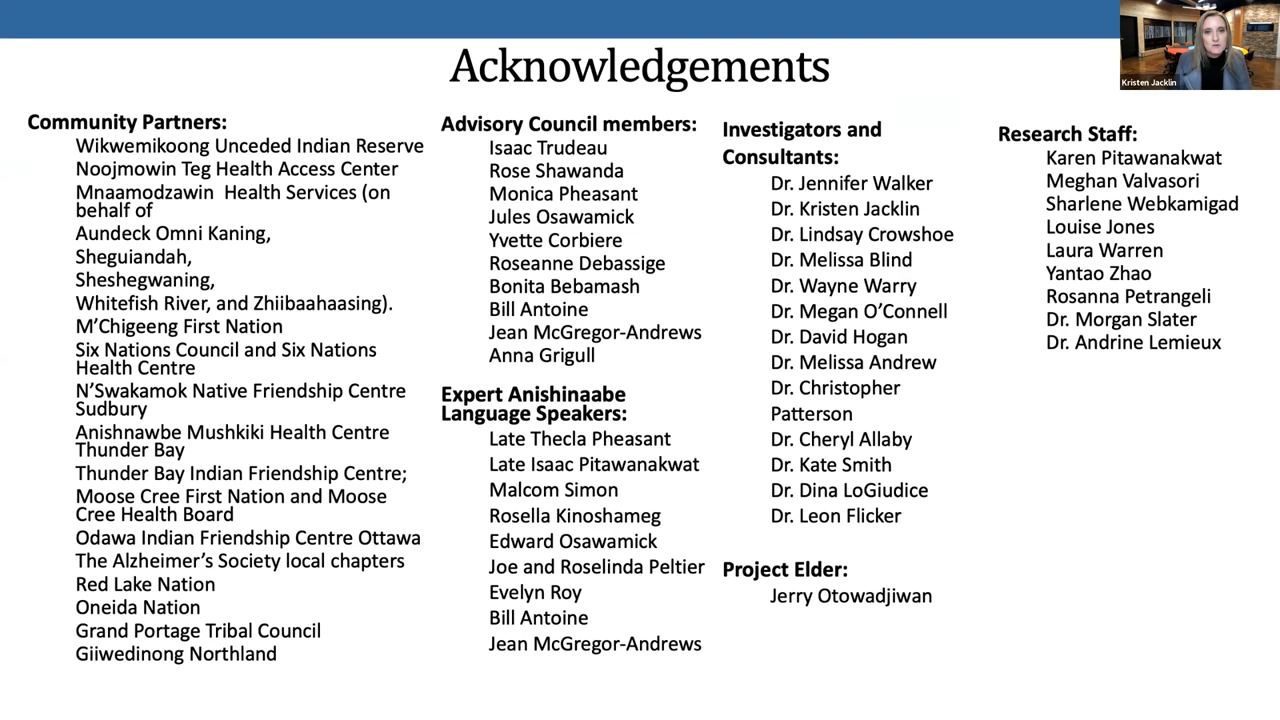 Acknowledgements
Kristen Jacklin
Community Partners:
Wikwemikoong Unceded Indian Reserve
Noojmowin Teg Health Access Center
Mnaamodzawin Health Services (on
behalf of
Aundeck Omni Kaning,
Sheguiandah,
Sheshegwaning,
Whitefish River, and Zhiibaahaasing).
M’Chigeeng First Nation
Six Nations Council and Six Nations
Health Centre
N’Swakamok Native Friendship Centre
Sudbury
Anishnawbe Mushkiki Health Centre
Thunder Bay
Thunder Bay Indian Friendship Centre;
Moose Cree First Nation and Moose
Cree Health Board
Odawa Indian Friendship Centre Ottawa
The Alzheimer’s Society local chapters
Red Lake Nation
Oneida Nation
Grand Portage Tribal Council
Giiwedinong Northland
Advisory Council members:
Isaac Trudeau
Rose Shawanda
Monica Pheasant
Jules Osawamick
Yvette Corbiere
Roseanne Debassige
Bonita Bebamash
Bill Antoine
Jean McGregor-Andrews
Anna Grigull
Expert Anishinaabe
Language Speakers:
Late Thecla Pheasant
Late Isaac Pitawanakwat
Malcom Simon
Rosella Kinoshameg
Edward Osawamick
Joe and Roselinda Peltier
Evelyn Roy
Bill Antoine
Jean McGregor-Andrews
Investigators and
Consultants:
Dr. Jennifer Walker
Dr. Kristen Jacklin
Dr. Lindsay Crowshoe
Dr. Melissa Blind
Dr. Wayne Warry
Dr. Megan O’Connell
Dr. David Hogan
Dr. Melissa Andrew
Dr. Christopher
Patterson
Dr. Cheryl Allaby
Dr. Kate Smith
Dr. Dina LoGiudice
Dr. Leon Flicker
Project Elder:
Jerry Otowadjiwan
Research Staff:
Karen Pitawanakwat
Meghan Valvasori
Sharlene Webkamigad
Louise Jones
Laura Warren
Yantao Zhao
Rosanna Petrangeli
Dr. Morgan Slater
Dr. Andrine Lemieux